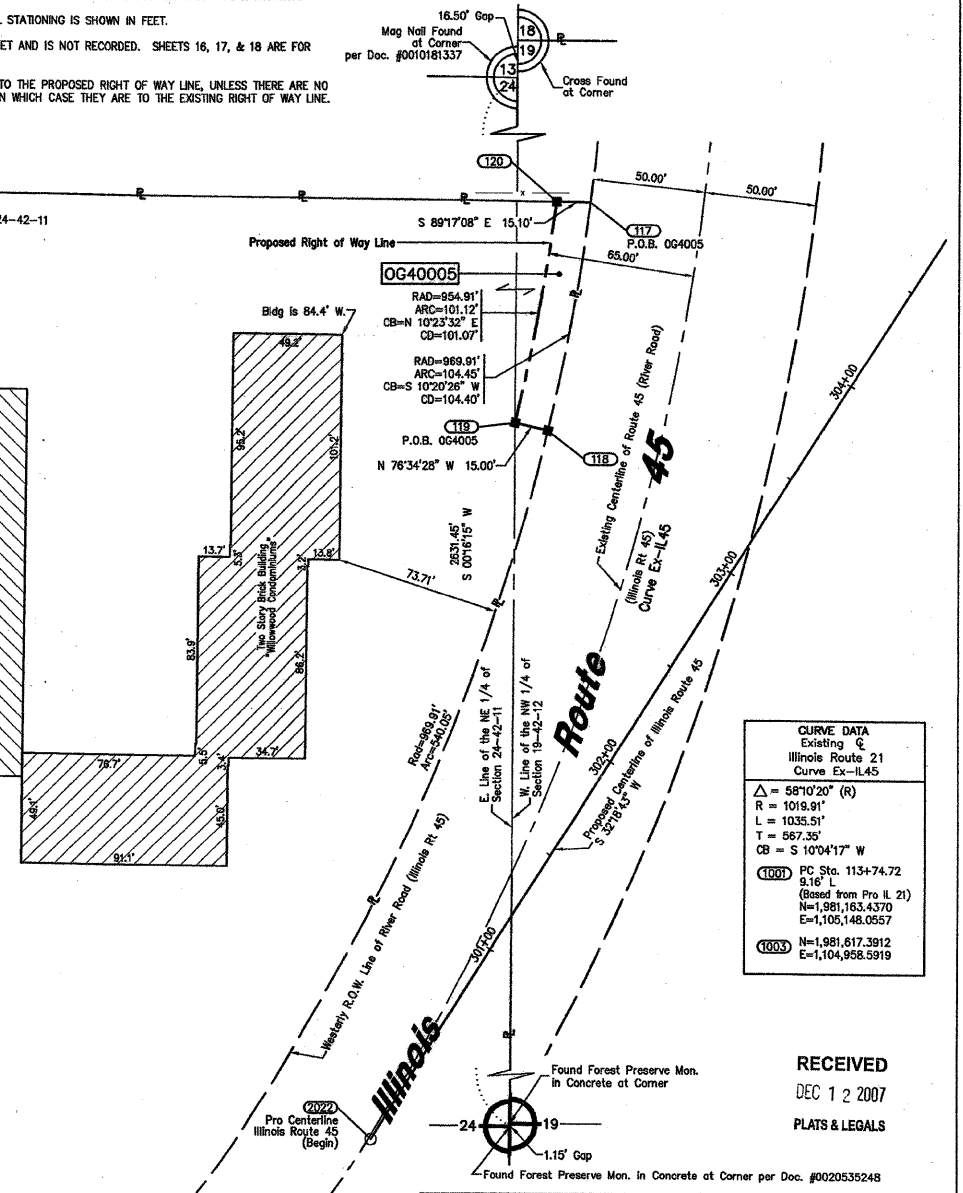 L STATIONING IS SHOWN IN FEET.
ET AND IS NOT RECORDED. SHEETS 16, 17, & 18 ARE FOR
TO THE PROPOSED RIGHT OF WAY LINE, UNLESS THERE ARE NO
N WHICH CASE THEY ARE TO THE EXISTING RIGHT OF WAY LINE.
16.50' Gap
Mag Nail Found
at Corner
per Doc. #0010181337
18
19
13
24
Cross Found
at Corner
120
50.00'
50.00'
24-42-11
S 89°17'08" E 15.10'
117
P.O.B. 0G4005
Proposed Right of Way Line
65.00'
0G40005
RAD=954.91'
ARC=101.12'
CB=N 10°23'32" E
CD=101.07'
Bldg is 84.4' W.
49.2'
RAD=969.91'
ARC=104.45'
CB=S 10°20'26" W
CD=104.40'
119
P.O.B. 0G4005
118
N 76°34'28" W 15.00'
95.2'
101.2'
13.7'
5.3'
3.2'
13.8'
Two Story Brick Building
"Willowwood Condominiums"
83.9'
86.2'
73.71'
2631.45'
S 00°16'15" W
Existing Centerline of Route 45 (River Road)
(Illinois Rt 45)
Curve Ex-IL45
304+00
303+00
302+00
301+00
Illinois Route 45
Proposed Centerline of Illinois Route 45
S 32°18'43" W
E. Line of the NE 1/4 of
Section 24-42-11
W. Line of the NW 1/4 of
Section 19-42-12
Rad=969.91'
Arc=540.05'
76.7'
5.5'
34.7'
3.4'
49.1'
45.0'
91.1'
Westerly R.O.W. Line of River Road (Illinois Rt 45)
CURVE DATA
Existing ℄
Illinois Route 21
Curve Ex-IL45
△ = 58°10'20" (R)
R = 1019.91'
L = 1035.51'
T = 567.35'
CB = S 10°04'17" W
1001 PC Sta. 113+74.72
9.16' L
(Based from Pro IL 21)
N=1,981,163.4370
E=1,105,148.0557
1003 N=1,981,617.3912
E=1,104,958.5919
2022
Pro Centerline
Illinois Route 45
(Begin)
Found Forest Preserve Mon.
in Concrete at Corner
24
19
1.15' Gap
Found Forest Preserve Mon. in Concrete at Corner per Doc. #0020535248
RECEIVED
DEC 12 2007
PLATS & LEGALS